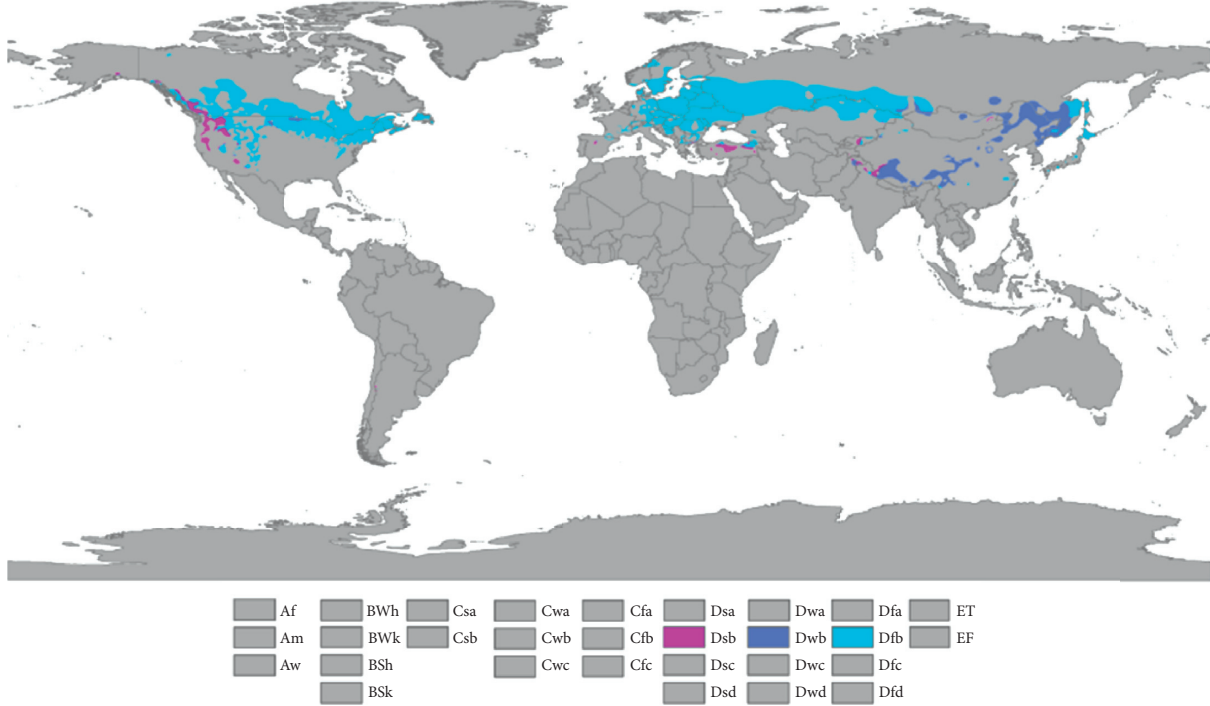 Af BWh Csa Cwa Cfa Dsa Dwa Dfa ET
Am BWk Csb Cwb Cfb Dsb Dwb Dfb EF
Aw BSh Cwc Cfc Dsc Dwc Dfc
BSk Dsd Dwd Dfd